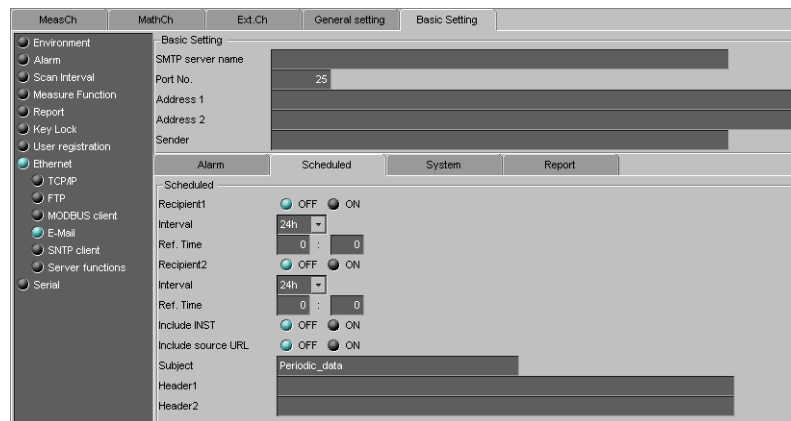 MeasCh MathCh Ext.Ch General setting Basic Setting
Environment
Alarm
Scan Interval
Measure Function
Report
Key Lock
User registration
Ethernet
TCP/IP
FTP
MODBUS client
E-Mail
SNTP client
Server functions
Serial
Basic Setting
SMTP server name
Port No. 25
Address 1
Address 2
Sender
Alarm Scheduled System Report
Scheduled
Recipient1 OFF ON
Interval 24h
Ref. Time 0 : 0
Recipient2 OFF ON
Interval 24h
Ref. Time 0 : 0
Include INST OFF ON
Include source URL OFF ON
Subject Periodic_data
Header1
Header2